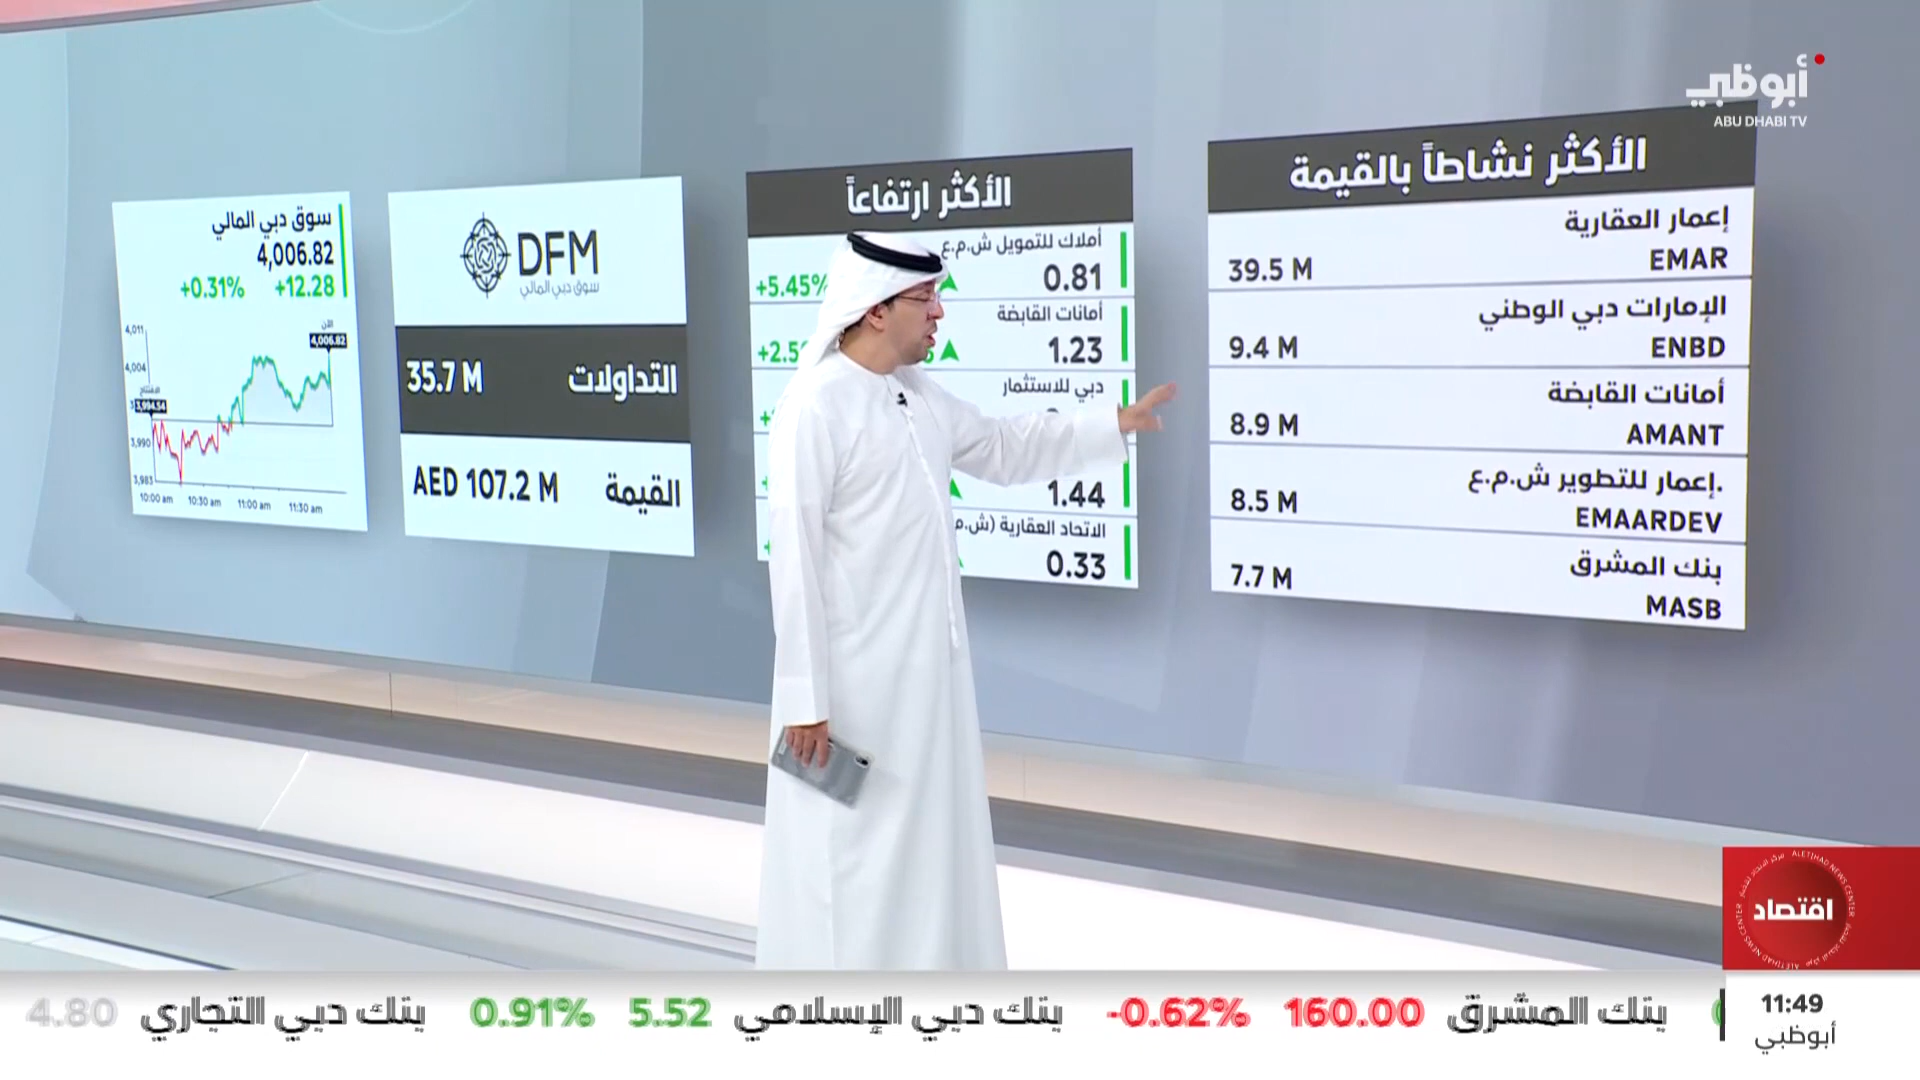 أبوظبي
ABU DHABI TV
الأكثر نشاطاً بالقيمة
إعمار العقارية
EMAR
39.5 M
الإمارات دبي الوطني
ENBD
9.4 M
أمانات القابضة
AMANT
8.9 M
إعمار للتطوير ش.م.ع.
EMAARDEV
8.5 M
بنك المشرق
MASB
7.7 M
الأكثر ارتفاعاً
أملاك للتمويل ش.م.ع
0.81
+5.45%
أمانات القابضة
1.23
دبي للاستثمار
1.44
الاتحاد العقارية (ش.م
0.33
DFM
سوق دبي المالي
التداولات 35.7 M
القيمة AED 107.2 M
سوق دبي المالي
4,006.82
+0.31% +12.28
4,011
الآن
4,006.82
4,004
3,994.54
3,990
3,983
10:00 am 10:30 am 11:00 am 11:30 am
اقتصاد
ALETIHAD NEWS CENTER
بنك المشرق 160.00 -0.62% بنك دبي الإسلامي 5.52 0.91% بنك دبي التجاري 4.80
11:49
أبوظبي